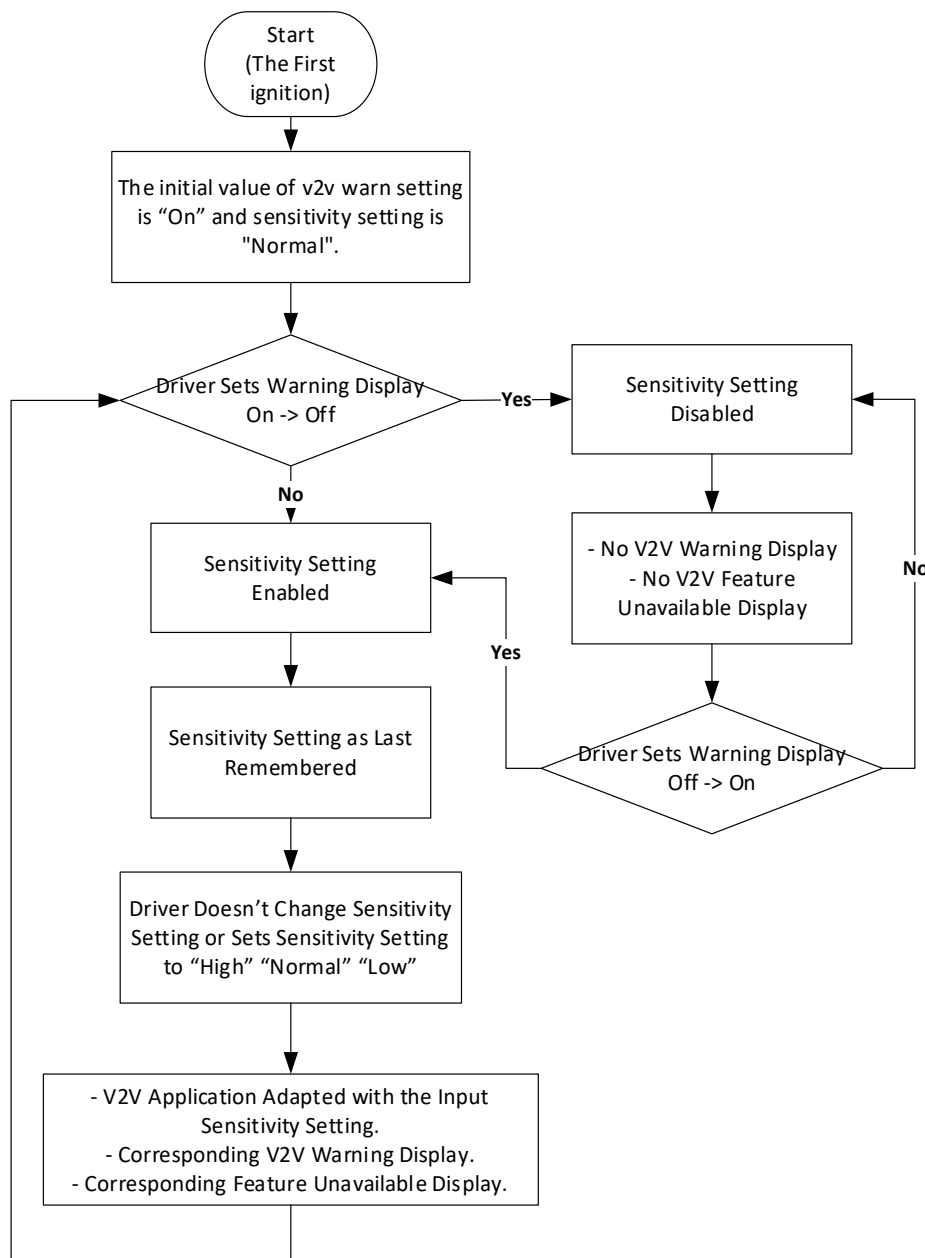 Start
(The First
ignition)
The initial value of v2v warn setting
is “On” and sensitivity setting is
"Normal".
Driver Sets Warning Display
On -> Off
Yes
Sensitivity Setting
Disabled
No
Sensitivity Setting
Enabled
- No V2V Warning Display
- No V2V Feature
Unavailable Display
No
Yes
Sensitivity Setting as Last
Remembered
Driver Sets Warning Display
Off -> On
Driver Doesn’t Change Sensitivity
Setting or Sets Sensitivity Setting
to “High” “Normal” “Low”
- V2V Application Adapted with the Input
Sensitivity Setting.
- Corresponding V2V Warning Display.
- Corresponding Feature Unavailable Display.